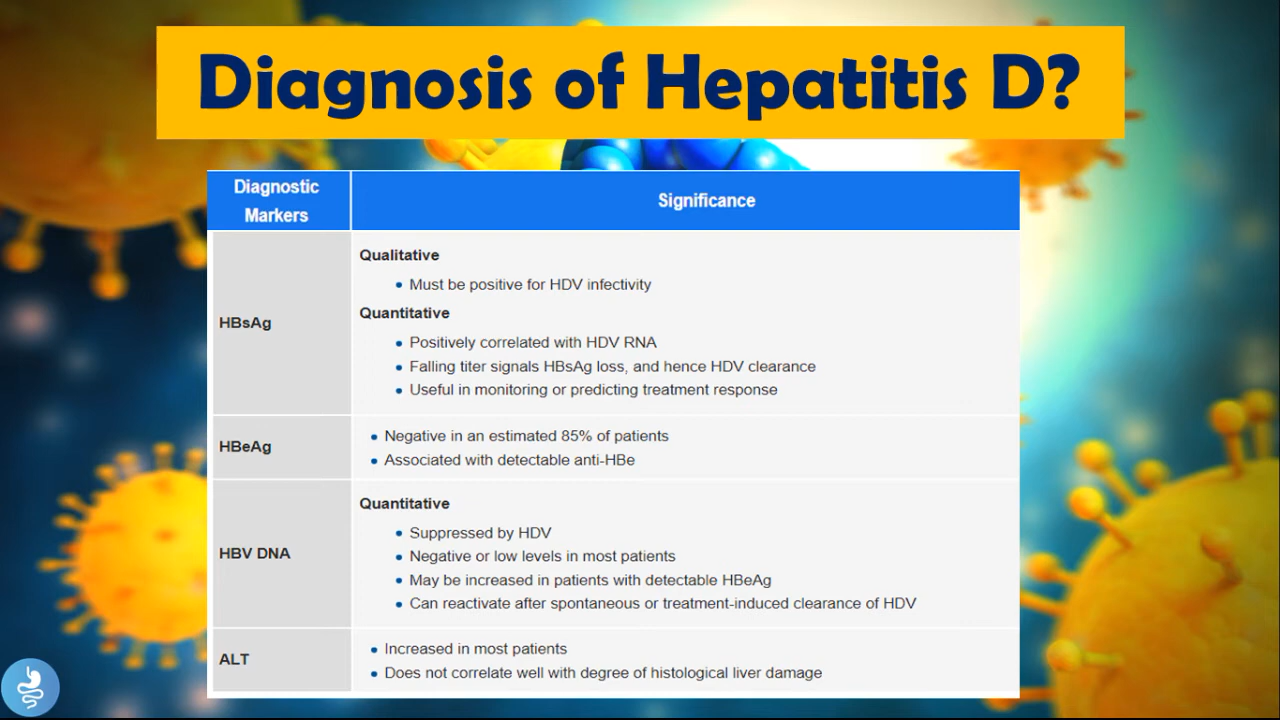 Diagnosis of Hepatitis D?
Diagnostic
Markers
Significance
HBsAg
Qualitative
• Must be positive for HDV infectivity
Quantitative
• Positively correlated with HDV RNA
• Falling titer signals HBsAg loss, and hence HDV clearance
• Useful in monitoring or predicting treatment response
HBeAg
• Negative in an estimated 85% of patients
• Associated with detectable anti-HBe
HBV DNA
Quantitative
• Suppressed by HDV
• Negative or low levels in most patients
• May be increased in patients with detectable HBeAg
• Can reactivate after spontaneous or treatment-induced clearance of HDV
ALT
• Increased in most patients
• Does not correlate well with degree of histological liver damage